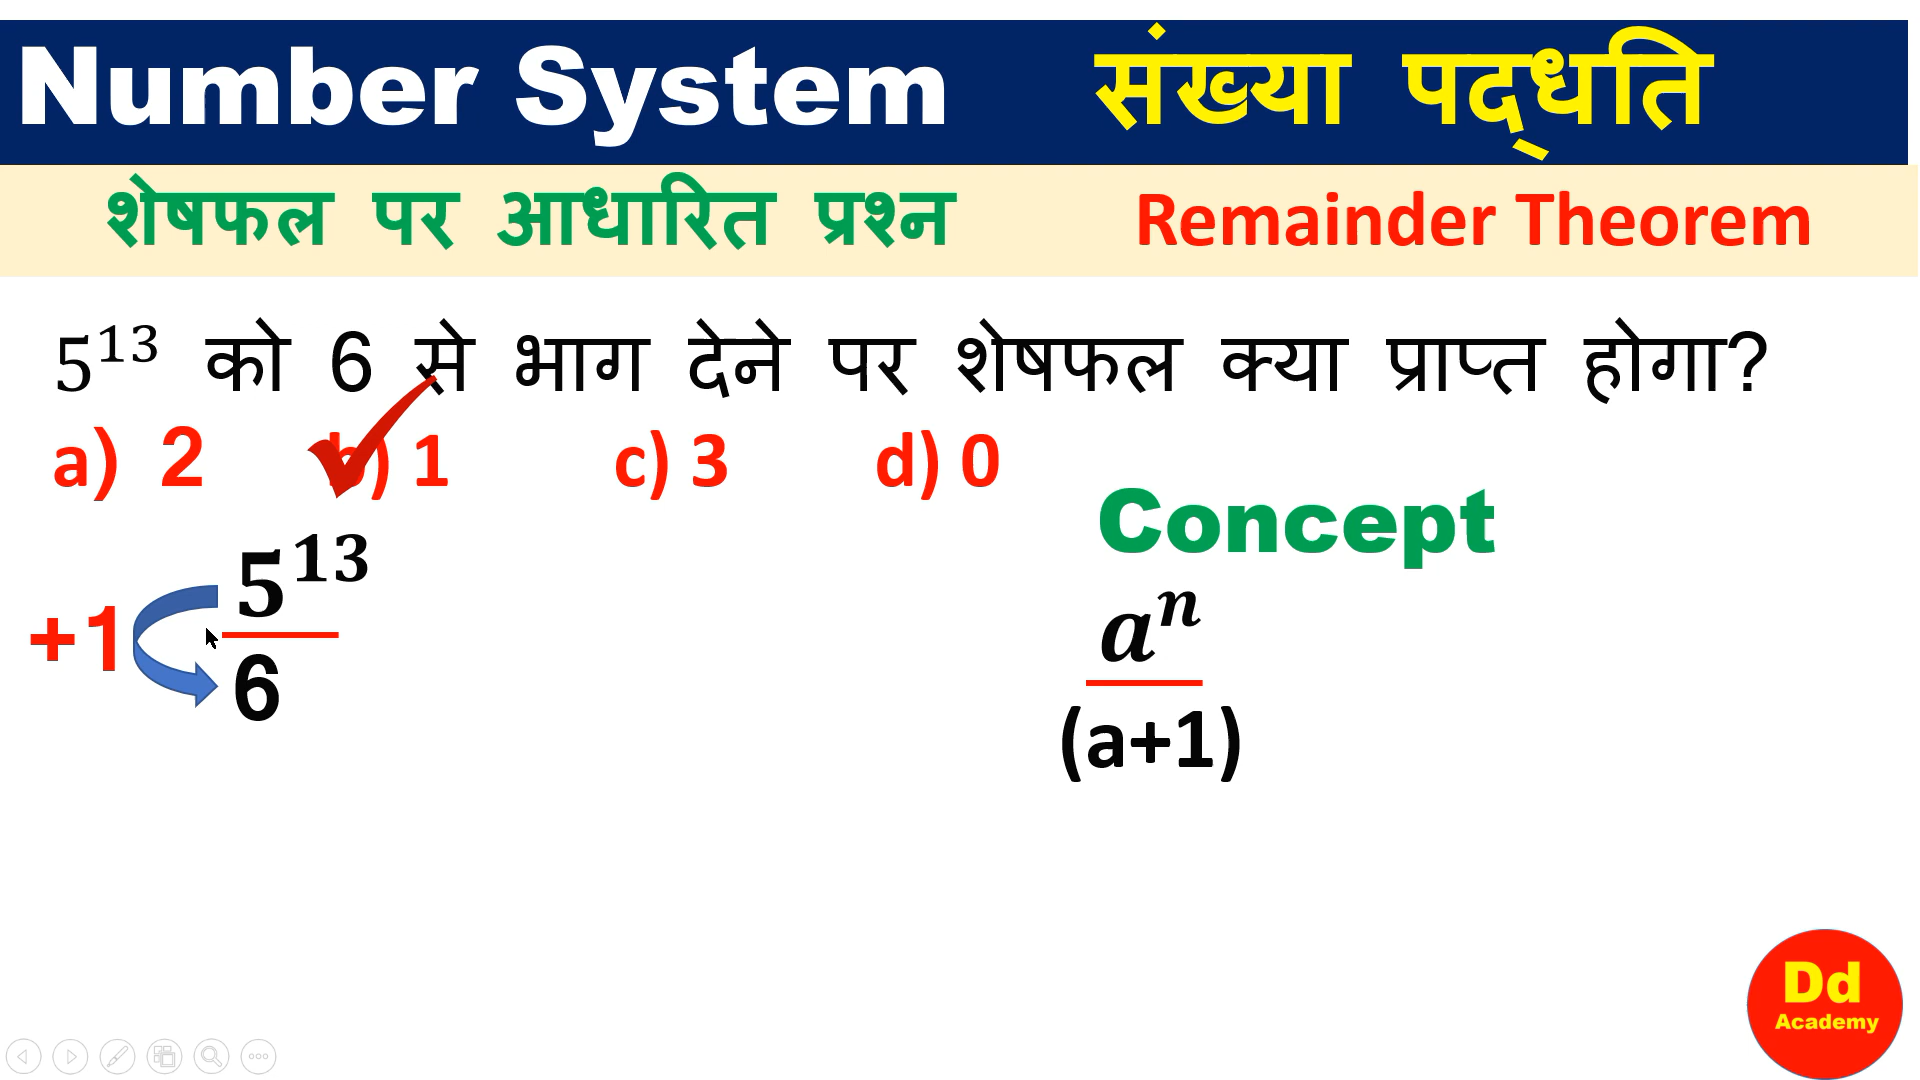 Number System संख्या पद्धति
शेषफल पर आधारित प्रश्न Remainder Theorem
5¹³ को 6 से भाग देने पर शेषफल क्या प्राप्त होगा?
a) 2 b) 1 c) 3 d) 0
Concept
+1 5¹³
6
aⁿ
(a+1)
Dd
Academy